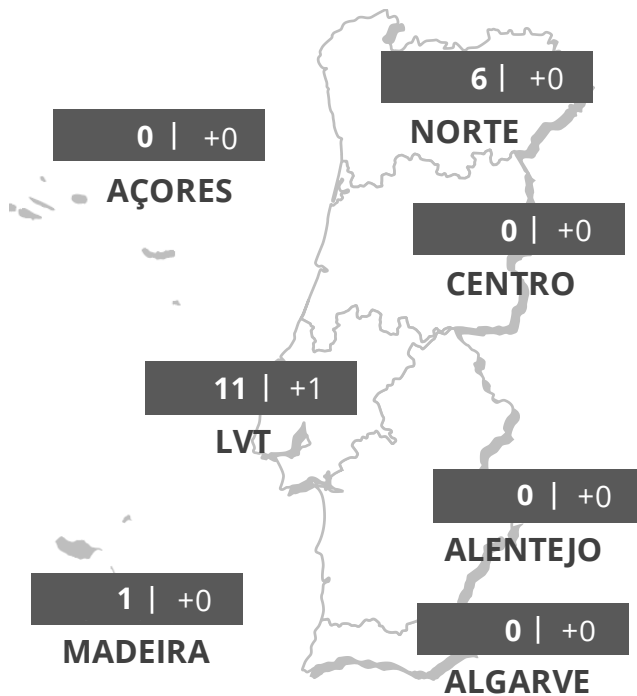 6 | +0
NORTE
0 | +0
AÇORES
0 | +0
CENTRO
11 | +1
LVT
0 | +0
ALENTEJO
1 | +0
MADEIRA
0 | +0
ALGARVE